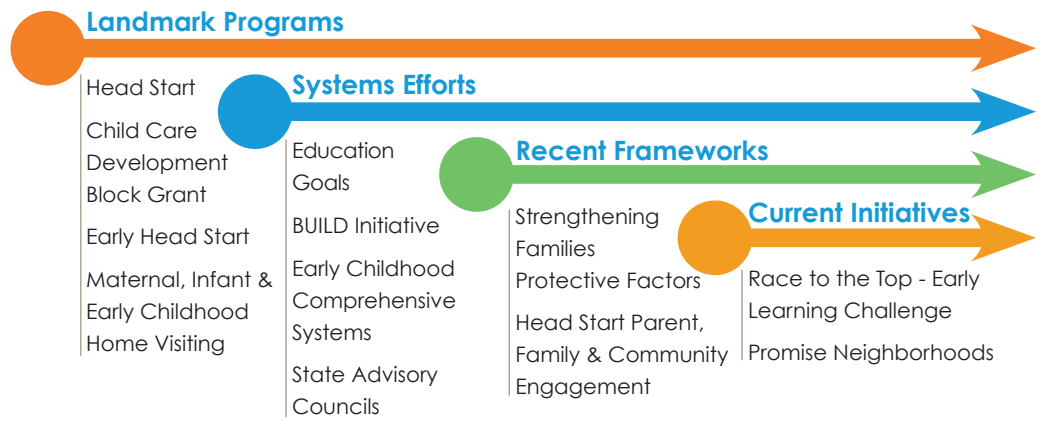 Landmark Programs
Head Start
Child Care
Development
Block Grant
Early Head Start
Maternal, Infant &
Early Childhood
Home Visiting
Systems Efforts
Education
Goals
BUILD Initiative
Early Childhood
Comprehensive
Systems
State Advisory
Councils
Recent Frameworks
Strengthening
Families
Protective Factors
Head Start Parent,
Family & Community
Engagement
Current Initiatives
Race to the Top - Early
Learning Challenge
Promise Neighborhoods